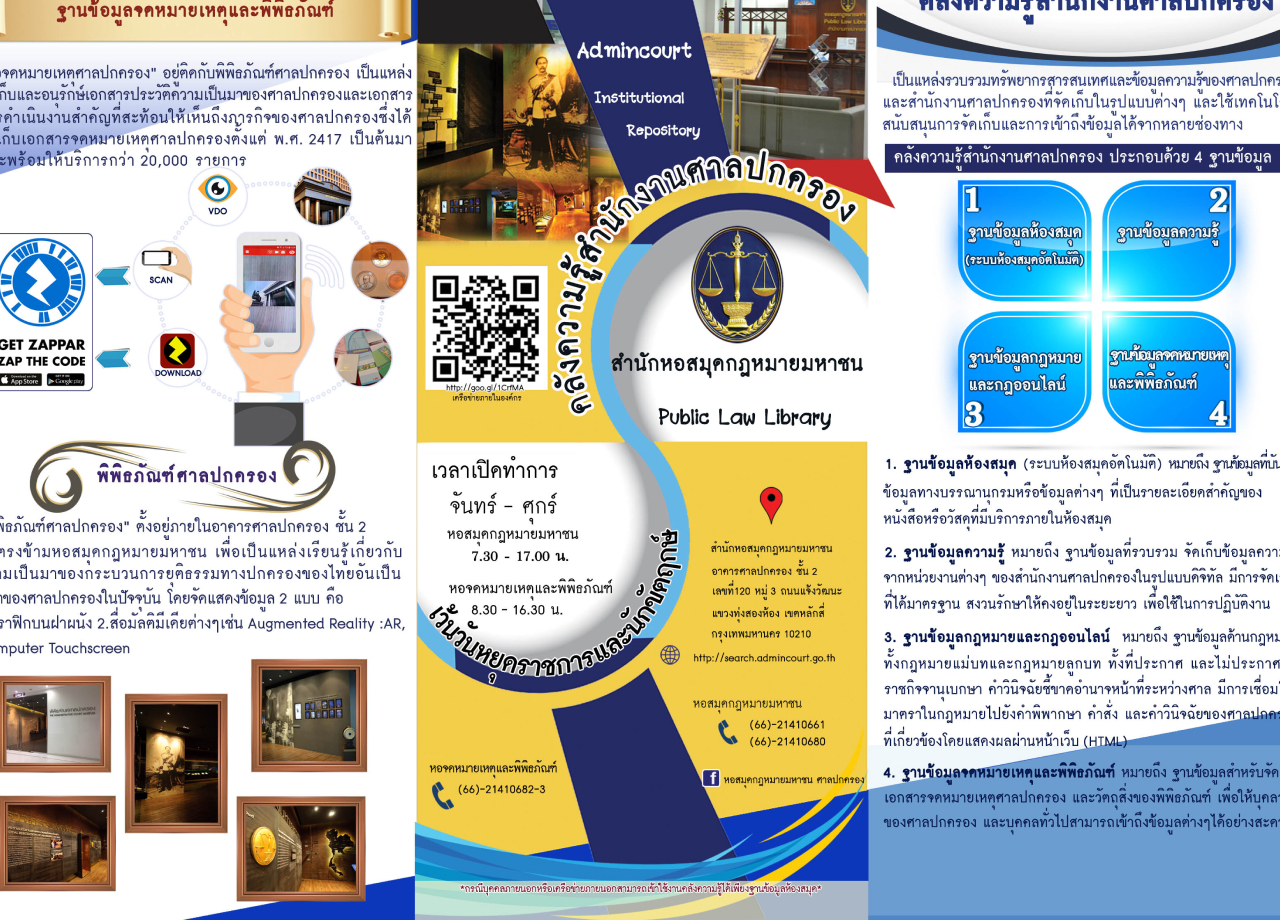 ฐานข้อมูลจดหมายเหตุและพิพิธภัณฑ์
จดหมายเหตุศาลปกครอง" อยู่ติดกับพิพิธภัณฑ์ศาลปกครอง เป็นแหล่ง
เก็บและอนุรักษ์เอกสารประวัติความเป็นมาของศาลปกครองและเอกสาร
ดำเนินงานสำคัญที่สะท้อนให้เห็นถึงภารกิจของศาลปกครองซึ่งได้
เก็บเอกสารจดหมายเหตุศาลปกครองตั้งแต่ พ.ศ. 2417 เป็นต้นมา
พร้อมให้บริการกว่า 20,000 รายการ
VDO
SCAN
GET ZAPPAR
ZAP THE CODE
Download on the App Store
Google play
DOWNLOAD
พิพิธภัณฑ์ศาลปกครอง
พิธภัณฑ์ศาลปกครอง" ตั้งอยู่ภายในอาคารศาลปกครอง ชั้น 2
ตรงข้ามหอสมุดกฎหมายมหาชน เพื่อเป็นแหล่งเรียนรู้เกี่ยวกับ
มเป็นมาของกระบวนการยุติธรรมทางปกครองของไทยอันเป็น
ของศาลปกครองในปัจจุบัน โดยจัดแสดงข้อมูล 2 แบบ คือ
ราฟิกบนฝาผนัง 2.สื่อมัลติมีเดียต่างๆเช่น Augmented Reality :AR,
mputer Touchscreen
Admincourt
Institutional
Repository
คลังความรู้สำนักงานศาลปกครอง
http://goo.gl/1CrfMA
เครือข่ายภายในองค์กร
สำนักหอสมุดกฎหมายมหาชน
Public Law Library
เวลาเปิดทำการ
จันทร์ - ศุกร์
หอสมุดกฎหมายมหาชน
7.30 - 17.00 น.
หอจดหมายเหตุและพิพิธภัณฑ์
8.30 - 16.30 น.
เว้นวันหยุดราชการและนักขัตฤกษ์
สำนักหอสมุดกฎหมายมหาชน
อาคารศาลปกครอง ชั้น 2
เลขที่120 หมู่ 3 ถนนแจ้งวัฒนะ
แขวงทุ่งสองห้อง เขตหลักสี่
กรุงเทพมหานคร 10210
http://search.admincourt.go.th
หอสมุดกฎหมายมหาชน
(66)-21410661
(66)-21410680
หอจดหมายเหตุและพิพิธภัณฑ์
(66)-21410682-3
หอสมุดกฎหมายมหาชน ศาลปกครอง
*กรณีบุคคลภายนอกหรือเครือข่ายภายนอกสามารถเข้าใช้งานคลังความรู้ได้เพียงฐานข้อมูลห้องสมุด*
คลังความรู้สำนักงานศาลปกครอง
เป็นแหล่งรวบรวมทรัพยากรสารสนเทศและข้อมูลความรู้ของศาลปกคร
และสำนักงานศาลปกครองที่จัดเก็บในรูปแบบต่างๆ และใช้เทคโนโ
สนับสนุนการจัดเก็บและการเข้าถึงข้อมูลได้จากหลายช่องทาง
คลังความรู้สำนักงานศาลปกครอง ประกอบด้วย 4 ฐานข้อมูล
1
ฐานข้อมูลห้องสมุด
(ระบบห้องสมุดอัตโนมัติ)
2
ฐานข้อมูลความรู้
ฐานข้อมูลกฎหมาย
และกฎออนไลน์
3
ฐานข้อมูลจดหมายเหตุ
และพิพิธภัณฑ์
4
1. ฐานข้อมูลห้องสมุด (ระบบห้องสมุดอัตโนมัติ) หมายถึง ฐานข้อมูลที่บัน
ข้อมูลทางบรรณานุกรมหรือข้อมูลต่างๆ ที่เป็นรายละเอียดสำคัญของ
หนังสือหรือวัสดุที่มีบริการภายในห้องสมุด
2. ฐานข้อมูลความรู้ หมายถึง ฐานข้อมูลที่รวบรวม จัดเก็บข้อมูลความ
จากหน่วยงานต่างๆ ของสำนักงานศาลปกครองในรูปแบบดิจิทัล มีการจัดเ
ที่ได้มาตรฐาน สงวนรักษาให้คงอยู่ในระยะยาว เพื่อใช้ในการปฏิบัติงาน
3. ฐานข้อมูลกฎหมายและกฎออนไลน์ หมายถึง ฐานข้อมูลด้านกฎหม
ทั้งกฎหมายแม่บทและกฎหมายลูกบท ทั้งที่ประกาศ และไม่ประกาศ
ราชกิจจานุเบกษา คำวินิจฉัยชี้ขาดอำนาจหน้าที่ระหว่างศาล มีการเชื่อม
มาตราในกฎหมายไปยังคำพิพากษา คำสั่ง และคำวินิจฉัยของศาลปกคร
ที่เกี่ยวข้องโดยแสดงผลผ่านหน้าเว็บ (HTML)
4. ฐานข้อมูลจดหมายเหตุและพิพิธภัณฑ์ หมายถึง ฐานข้อมูลสำหรับจัด
เอกสารจดหมายเหตุศาลปกครอง และวัตถุสิ่งของพิพิธภัณฑ์ เพื่อให้บุคลา
ของศาลปกครอง และบุคคลทั่วไปสามารถเข้าถึงข้อมูลต่างๆได้อย่างสะด